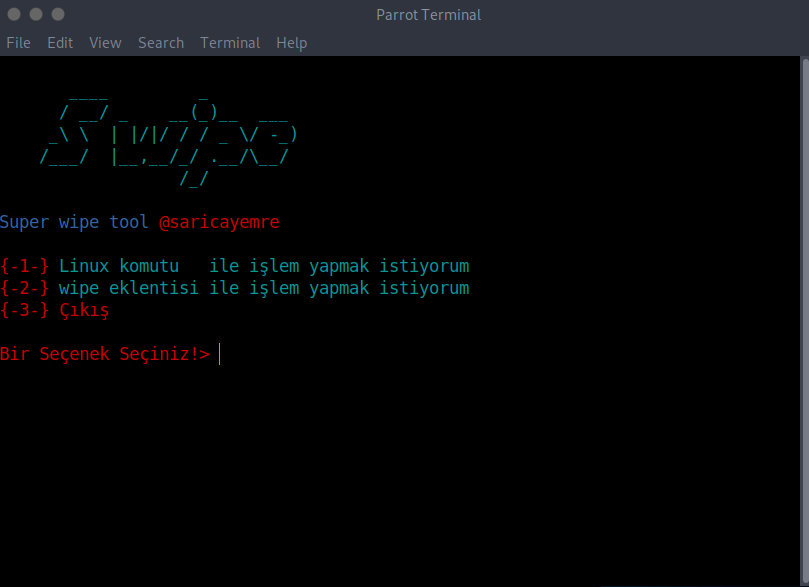 Parrot Terminal
File Edit View Search Terminal Help
Swipe
Super wipe tool @saricayemre
{-1-} Linux komutu   ile işlem yapmak istiyorum
{-2-} wipe eklentisi ile işlem yapmak istiyorum
{-3-} Çıkış
Bir Seçenek Seçiniz!>